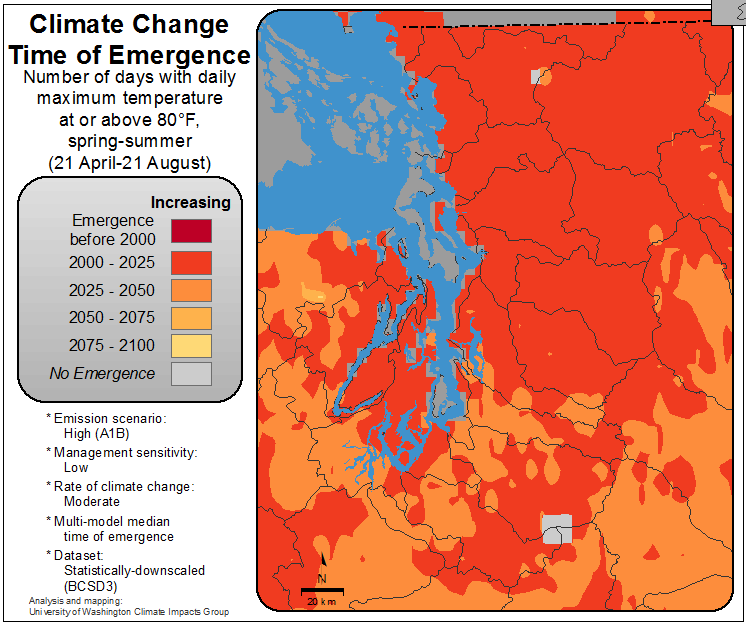 Climate Change
Time of Emergence
Number of days with daily
maximum temperature
at or above 80°F,
spring-summer
(21 April-21 August)
Increasing
Emergence
before 2000
2000 - 2025
2025 - 2050
2050 - 2075
2075 - 2100
No Emergence
* Emission scenario:
High (A1B)
* Management sensitivity:
Low
* Rate of climate change:
Moderate
* Multi-model median
time of emergence
* Dataset:
Statistically-downscaled
(BCSD3)
Analysis and mapping:
University of Washington Climate Impacts Group
N
20 km